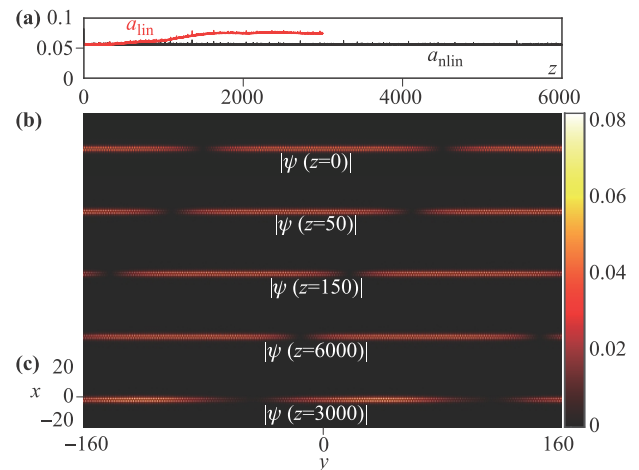 (a)
0.1
0.05
0
a_lin
a_nlin
z
0
2000
4000
6000
(b)
|ψ (z=0)|
|ψ (z=50)|
|ψ (z=150)|
|ψ (z=6000)|
(c)
|ψ (z=3000)|
20
x 0
−20
−160
0
160
y
0.08
0.06
0.04
0.02
0